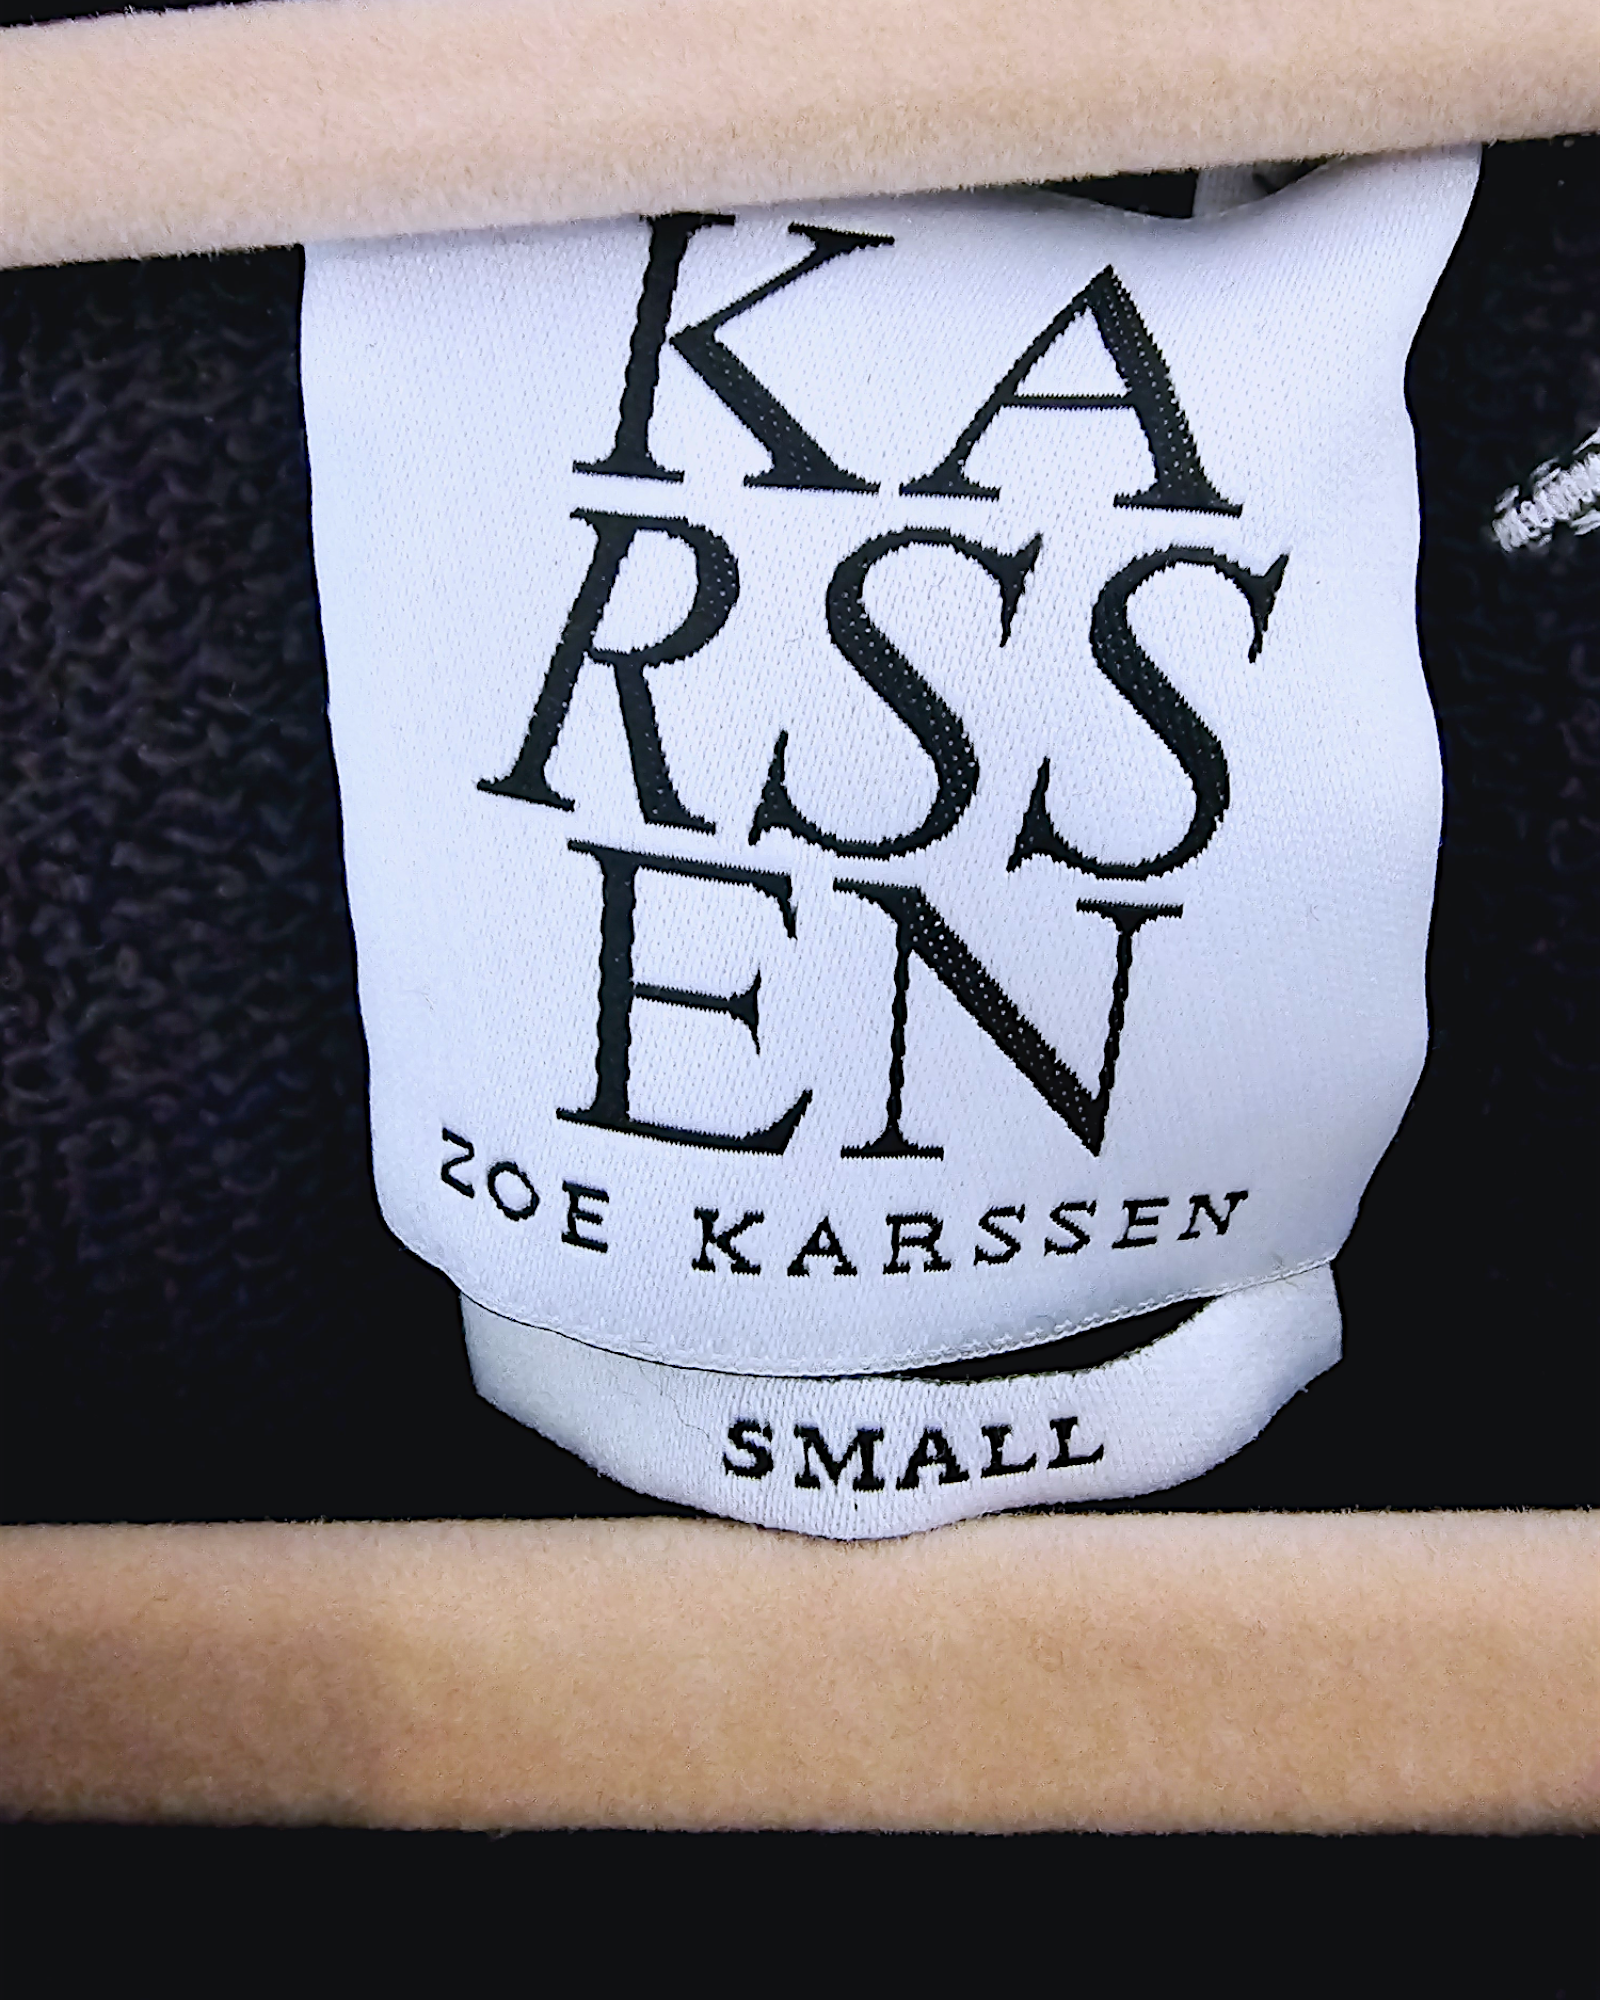 KA
RSS
EN
ZOE KARSSEN
SMALL